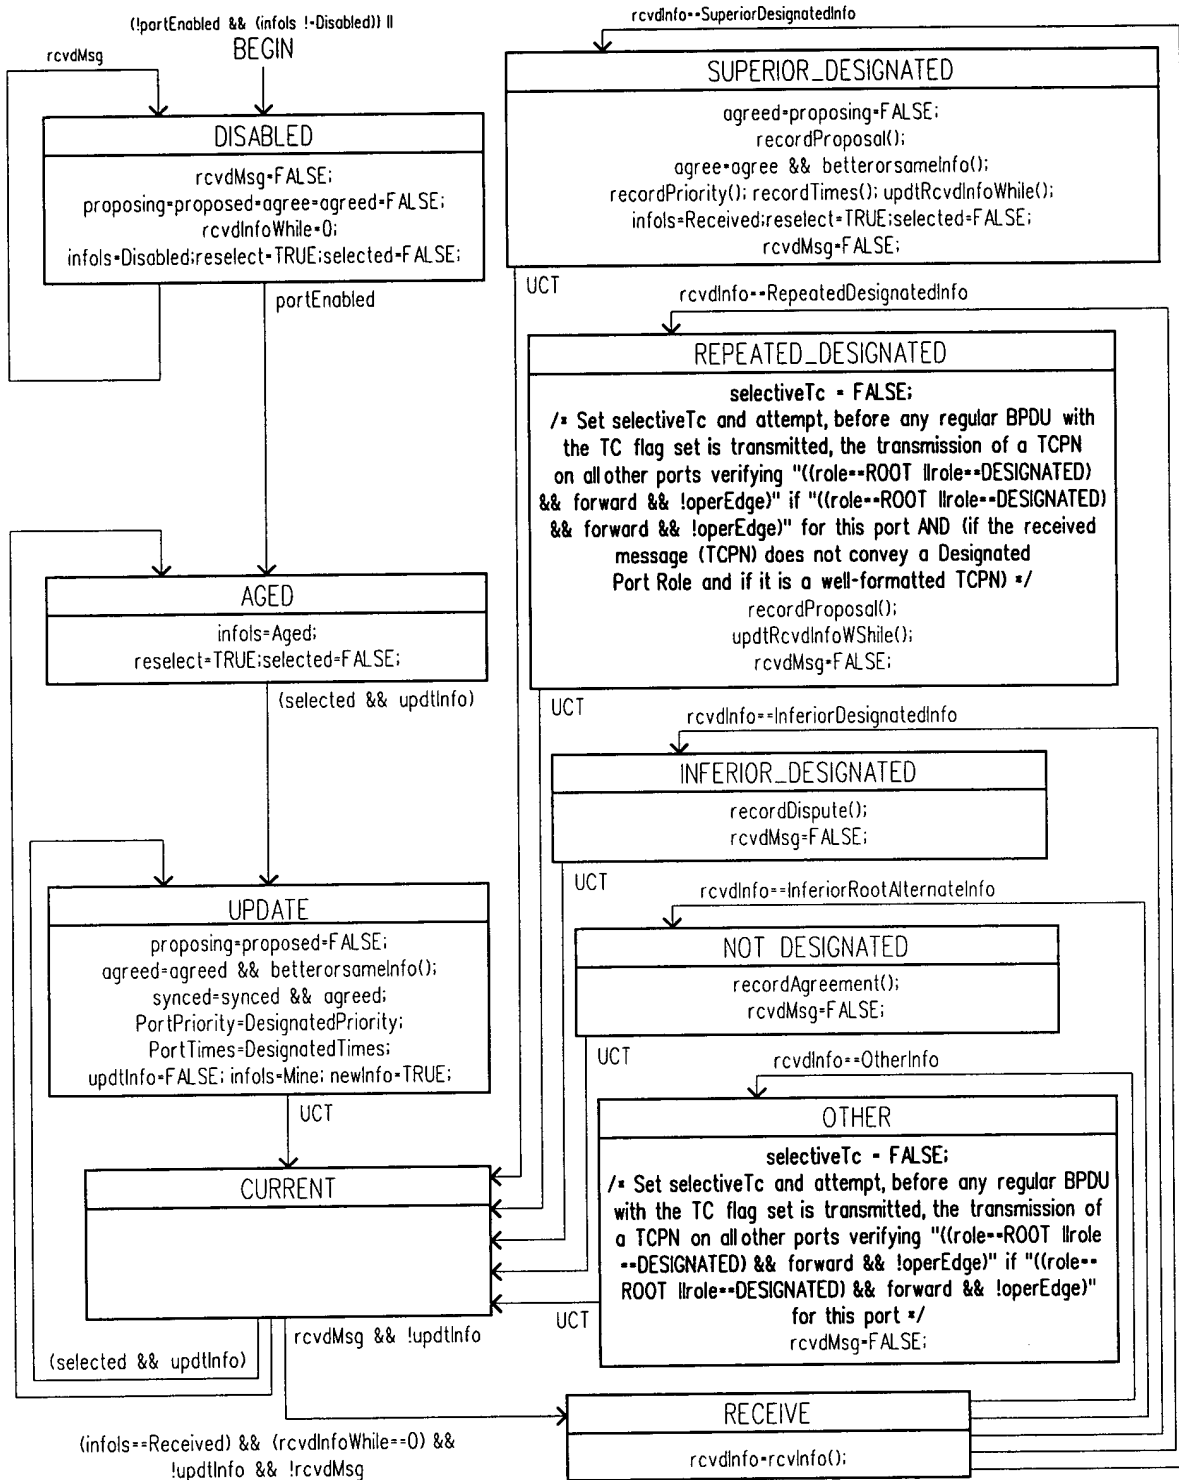 (!portEnabled && (infoIs !=Disabled)) ||
BEGIN
rcvdMsg
DISABLED
rcvdMsg=FALSE;
proposing=proposed=agree=agreed=FALSE;
rcvdInfoWhile=0;
infoIs=Disabled;reselect=TRUE;selected=FALSE;
portEnabled
AGED
infoIs=Aged;
reselect=TRUE;selected=FALSE;
(selected && updtInfo)
UPDATE
proposing=proposed=FALSE;
agreed=agreed && betterorsameInfo();
synced=synced && agreed;
PortPriority=DesignatedPriority;
PortTimes=DesignatedTimes;
updtInfo=FALSE; infoIs=Mine; newInfo=TRUE;
UCT
CURRENT
rcvdMsg && !updtInfo
(selected && updtInfo)
(infoIs==Received) && (rcvdInfoWhile==0) &&
!updtInfo && !rcvdMsg
rcvdInfo==SuperiorDesignatedInfo
SUPERIOR_DESIGNATED
agreed=proposing=FALSE;
recordProposal();
agree=agree && betterorsameInfo();
recordPriority(); recordTimes(); updtRcvdInfoWhile();
infoIs=Received;reselect=TRUE;selected=FALSE;
rcvdMsg=FALSE;
UCT
rcvdInfo==RepeatedDesignatedInfo
REPEATED_DESIGNATED
selectiveTc = FALSE;
/* Set selectiveTc and attempt, before any regular BPDU with
the TC flag set is transmitted, the transmission of a TCPN
on all other ports verifying "((role==ROOT ||role==DESIGNATED)
&& forward && !operEdge)" if "((role==ROOT ||role==DESIGNATED)
&& forward && !operEdge)" for this port AND (if the received
message (TCPN) does not convey a Designated
Port Role and if it is a well-formatted TCPN) */
recordProposal();
updtRcvdInfoWShile();
rcvdMsg=FALSE;
UCT
rcvdInfo==InferiorDesignatedInfo
INFERIOR_DESIGNATED
recordDispute();
rcvdMsg=FALSE;
UCT
rcvdInfo==InferiorRootAlternateInfo
NOT DESIGNATED
recordAgreement();
rcvdMsg=FALSE;
UCT
rcvdInfo==OtherInfo
OTHER
selectiveTc = FALSE;
/* Set selectiveTc and attempt, before any regular BPDU
with the TC flag set is transmitted, the transmission of
a TCPN on all other ports verifying "((role==ROOT ||role
==DESIGNATED) && forward && !operEdge)" if "((role==
ROOT ||role==DESIGNATED) && forward && !operEdge)"
for this port */
rcvdMsg=FALSE;
UCT
RECEIVE
rcvdInfo=rcvInfo();